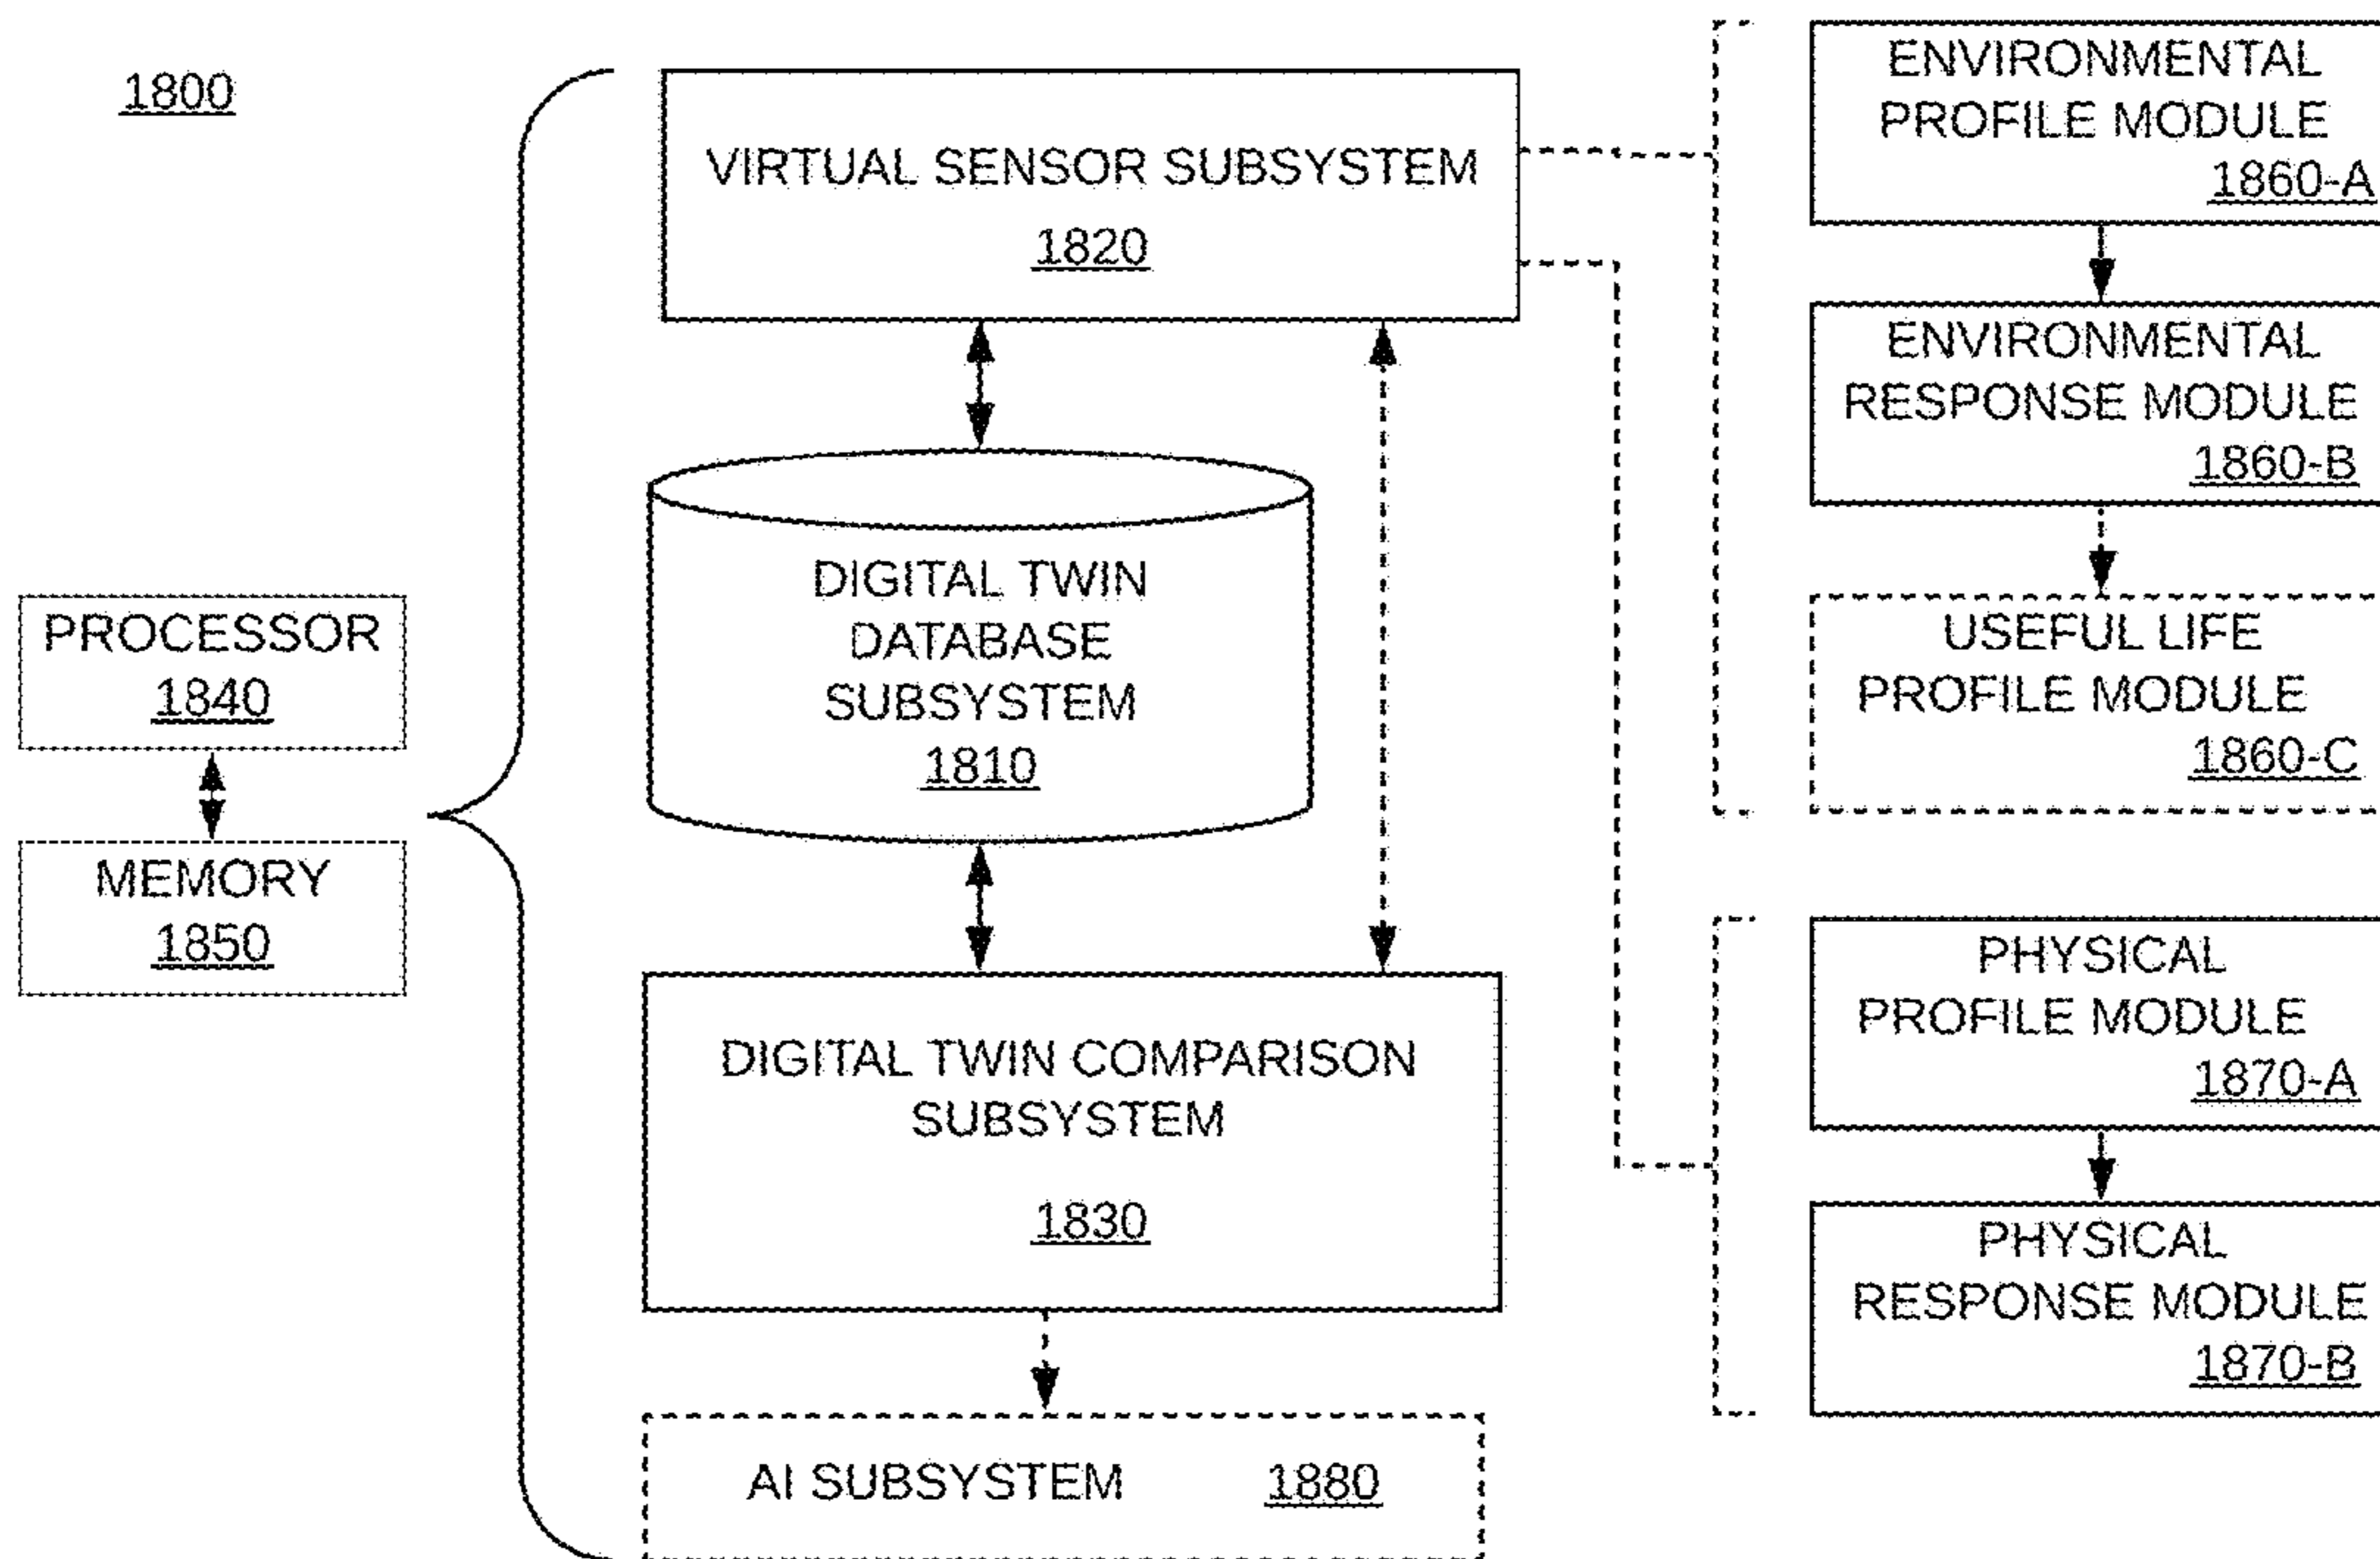 1800
PROCESSOR
1840
MEMORY
1850
VIRTUAL SENSOR SUBSYSTEM
1820
DIGITAL TWIN
DATABASE
SUBSYSTEM
1810
DIGITAL TWIN COMPARISON
SUBSYSTEM
1830
AI SUBSYSTEM 1880
ENVIRONMENTAL
PROFILE MODULE
1860-A
ENVIRONMENTAL
RESPONSE MODULE
1860-B
USEFUL LIFE
PROFILE MODULE
1860-C
PHYSICAL
PROFILE MODULE
1870-A
PHYSICAL
RESPONSE MODULE
1870-B